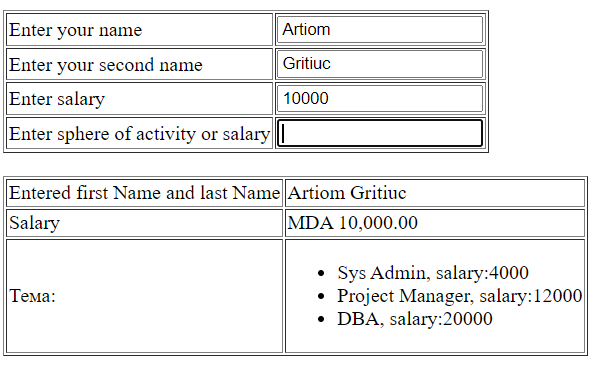 Enter your name Artiom
Enter your second name Gritiuc
Enter salary 10000
Enter sphere of activity or salary
Entered first Name and last Name Artiom Gritiuc
Salary MDA 10,000.00
Тема:
Sys Admin, salary:4000
Project Manager, salary:12000
DBA, salary:20000